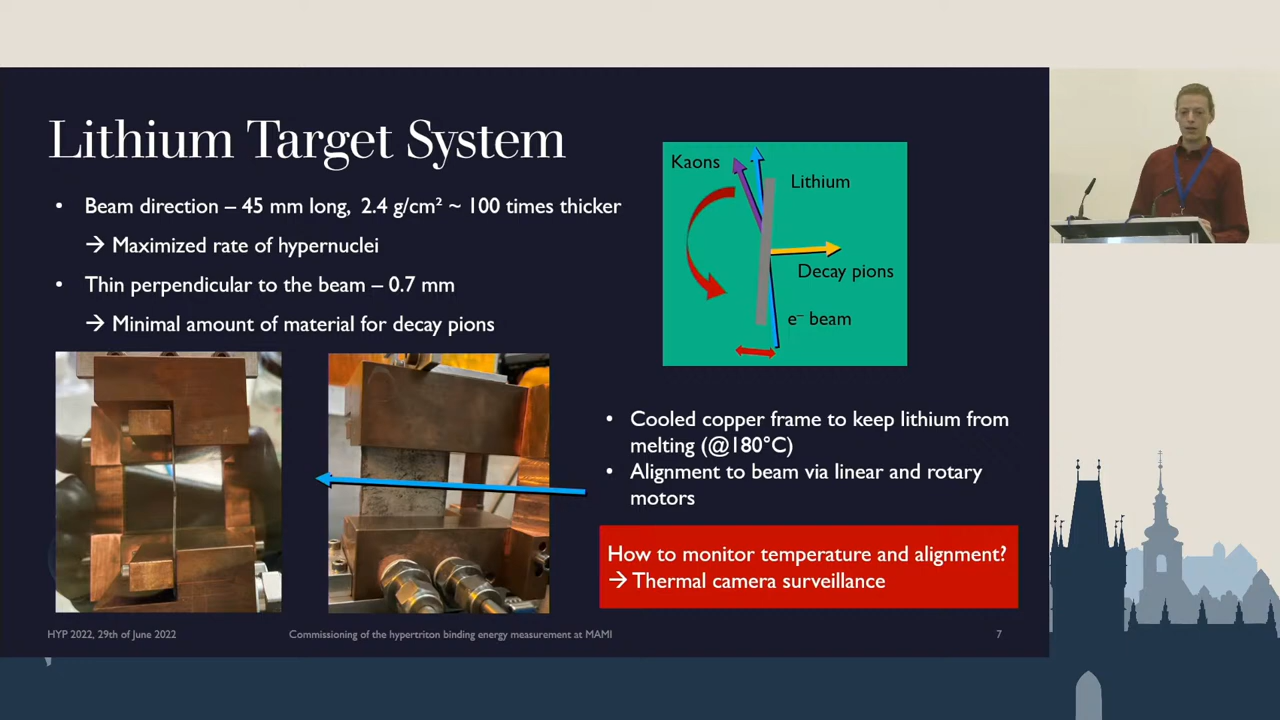 Lithium Target System
• Beam direction – 45 mm long, 2.4 g/cm² ~ 100 times thicker
→ Maximized rate of hypernuclei
• Thin perpendicular to the beam – 0.7 mm
→ Minimal amount of material for decay pions
Kaons
Lithium
Decay pions
e⁻ beam
• Cooled copper frame to keep lithium from
melting (@180°C)
• Alignment to beam via linear and rotary
motors
How to monitor temperature and alignment?
→ Thermal camera surveillance
HYP 2022, 29th of June 2022
Commissioning of the hypertriton binding energy measurement at MAMI
7